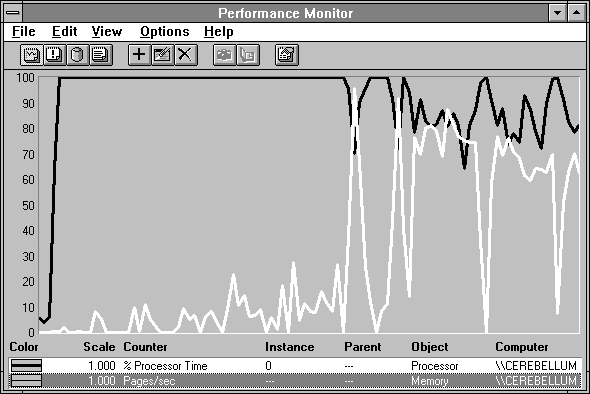 Performance Monitor
File Edit View Options Help
100
90
80
70
60
50
40
30
20
10
0
Color Scale Counter Instance Parent Object Computer
1.000 % Processor Time 0 --- Processor \\CEREBELLUM
1.000 Pages/sec --- --- Memory \\CEREBELLUM